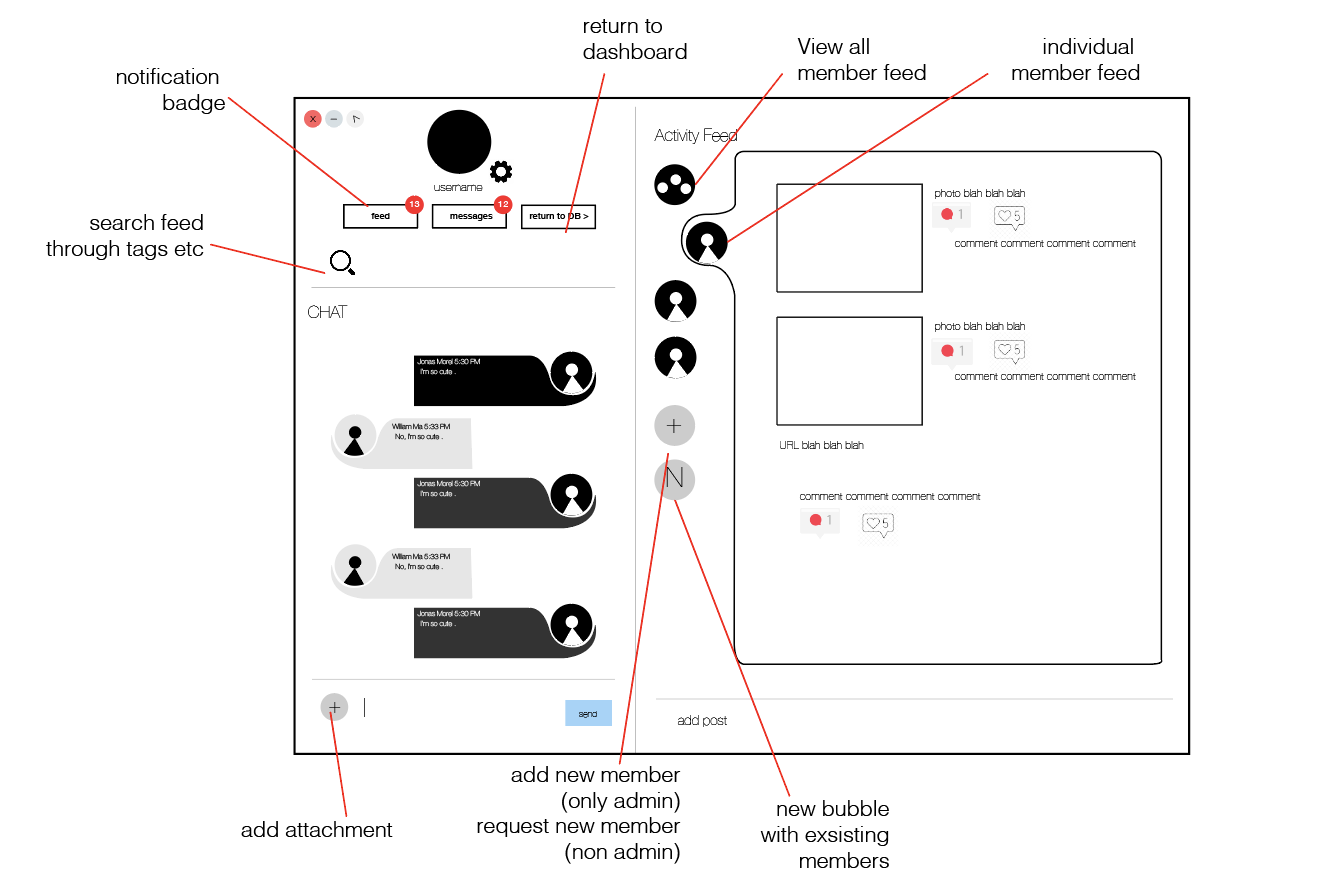 return to
dashboard
View all
member feed
individual
member feed
notification
badge
search feed
through tags etc
x
username
13
12
feed
messages
return to DB >
CHAT
Jonas Morel 5:30 PM
I'm so cute .
William Ma 5:33 PM
No, I'm so cute .
Jonas Morel 5:30 PM
I'm so cute .
William Ma 5:33 PM
No, I'm so cute .
Jonas Morel 5:30 PM
I'm so cute .
+
send
Activity Feed
+
N
photo blah blah blah
1
5
comment comment comment comment
photo blah blah blah
1
5
comment comment comment comment
URL blah blah blah
comment comment comment comment
1
5
add post
add attachment
add new member
(only admin)
request new member
(non admin)
new bubble
with exsisting
members